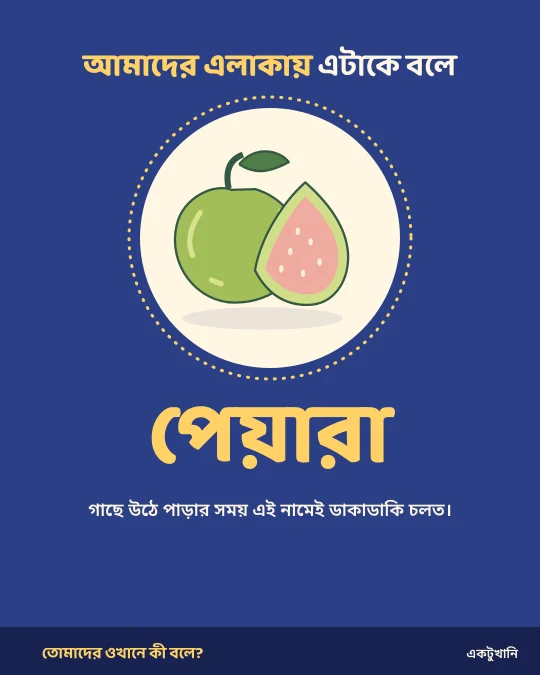 আমাদের এলাকায় এটাকে বলে
পেয়ারা
গাছে উঠে পাড়ার সময় এই নামেই ডাকাডাকি চলত।
তোমাদের ওখানে কী বলে?
একটুখানি